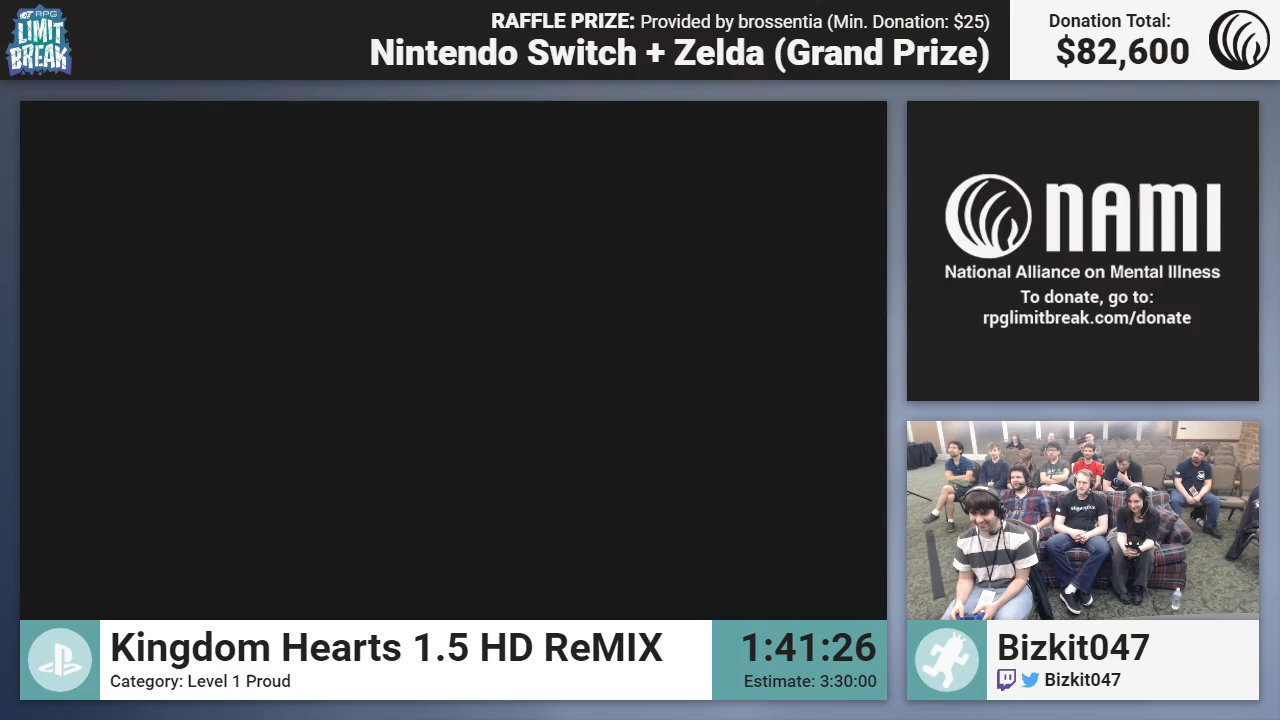 RPG
LIMIT
BREAK
RAFFLE PRIZE: Provided by brossentia (Min. Donation: $25)
Nintendo Switch + Zelda (Grand Prize)
Donation Total:
$82,600
NAMI
National Alliance on Mental Illness
To donate, go to:
rpglimitbreak.com/donate
Kingdom Hearts 1.5 HD ReMIX
Category: Level 1 Proud
1:41:26
Estimate: 3:30:00
Bizkit047
Bizkit047